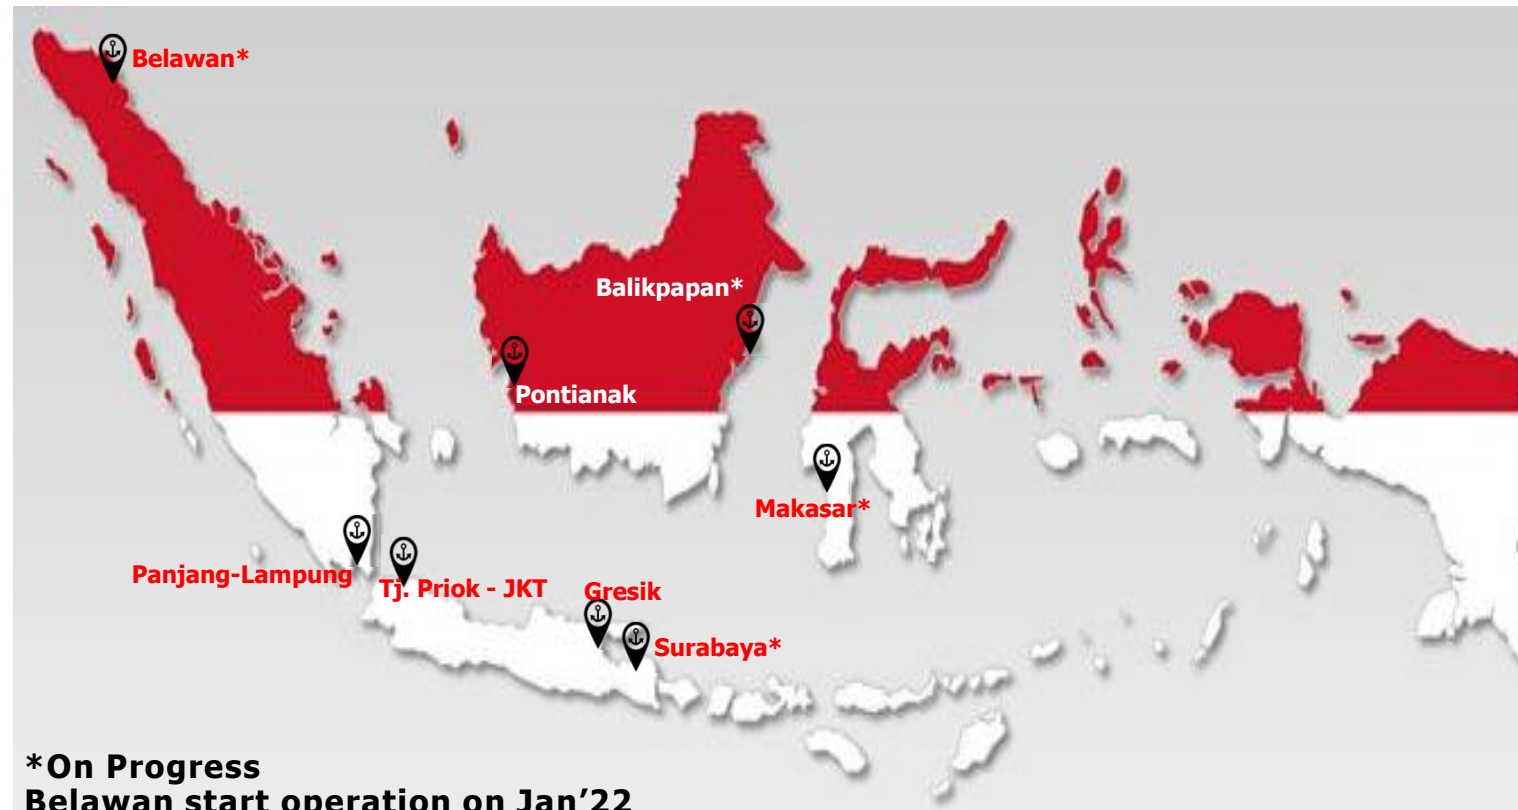 Belawan*
Balikpapan*
Pontianak
Makasar*
Panjang-Lampung
Tj. Priok - JKT
Gresik
Surabaya*
*On Progress
Belawan start operation on Jan’22